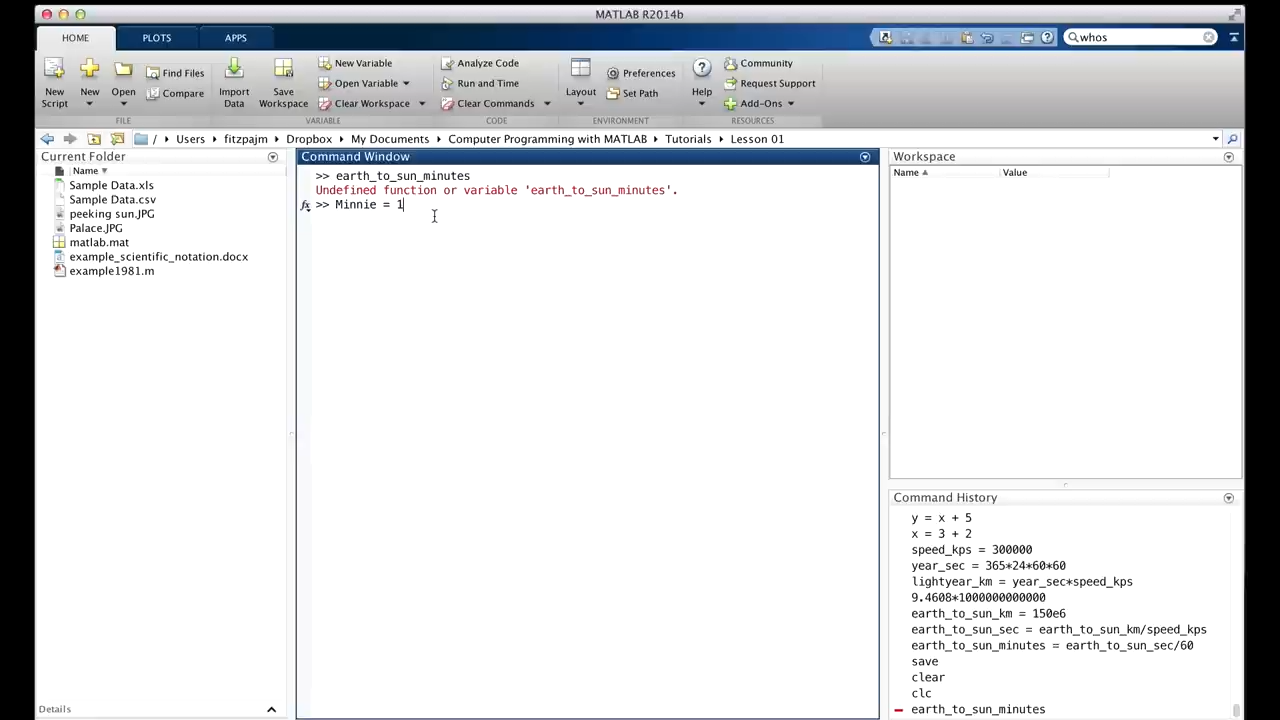 MATLAB R2014b
HOME PLOTS APPS whos
New Script
New
Open
Find Files
Compare
FILE
Import Data
Save Workspace
New Variable
Open Variable
Clear Workspace
VARIABLE
Analyze Code
Run and Time
Clear Commands
CODE
Layout
Preferences
Set Path
ENVIRONMENT
Help
Community
Request Support
Add-Ons
RESOURCES
/ Users fitzpajm Dropbox My Documents Computer Programming with MATLAB Tutorials Lesson 01
Current Folder
Name
Sample Data.xls
Sample Data.csv
peeking sun.JPG
Palace.JPG
matlab.mat
example_scientific_notation.docx
example1981.m
Details
Command Window
>> earth_to_sun_minutes
Undefined function or variable 'earth_to_sun_minutes'.
fx >> Minnie = 1
Workspace
Name Value
Command History
y = x + 5
x = 3 + 2
speed_kps = 300000
year_sec = 365*24*60*60
lightyear_km = year_sec*speed_kps
9.4608*1000000000000
earth_to_sun_km = 150e6
earth_to_sun_sec = earth_to_sun_km/speed_kps
earth_to_sun_minutes = earth_to_sun_sec/60
save
clear
clc
earth_to_sun_minutes